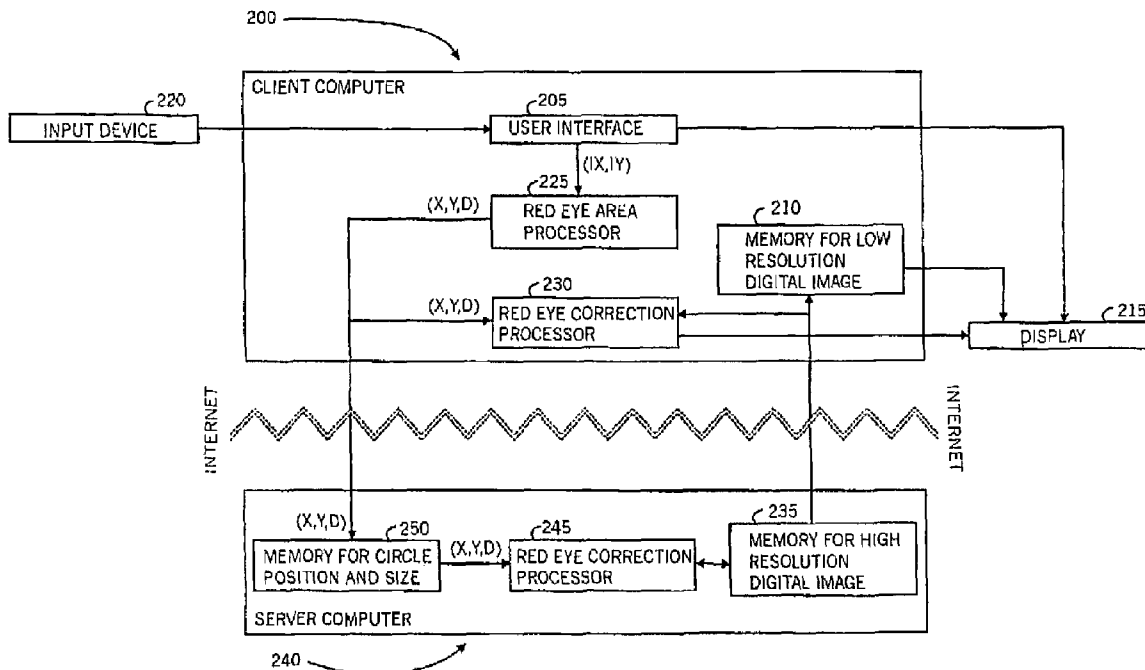 200
CLIENT COMPUTER
220
INPUT DEVICE
205
USER INTERFACE
(IX,IY)
225
(X,Y,D)
RED EYE AREA
PROCESSOR
210
MEMORY FOR LOW
RESOLUTION
DIGITAL IMAGE
230
(X,Y,D)
RED EYE CORRECTION
PROCESSOR
215
DISPLAY
INTERNET
INTERNET
(X,Y,D)
250
MEMORY FOR CIRCLE
POSITION AND SIZE
(X,Y,D)
245
RED EYE CORRECTION
PROCESSOR
235
MEMORY FOR HIGH
RESOLUTION
DIGITAL IMAGE
SERVER COMPUTER
240